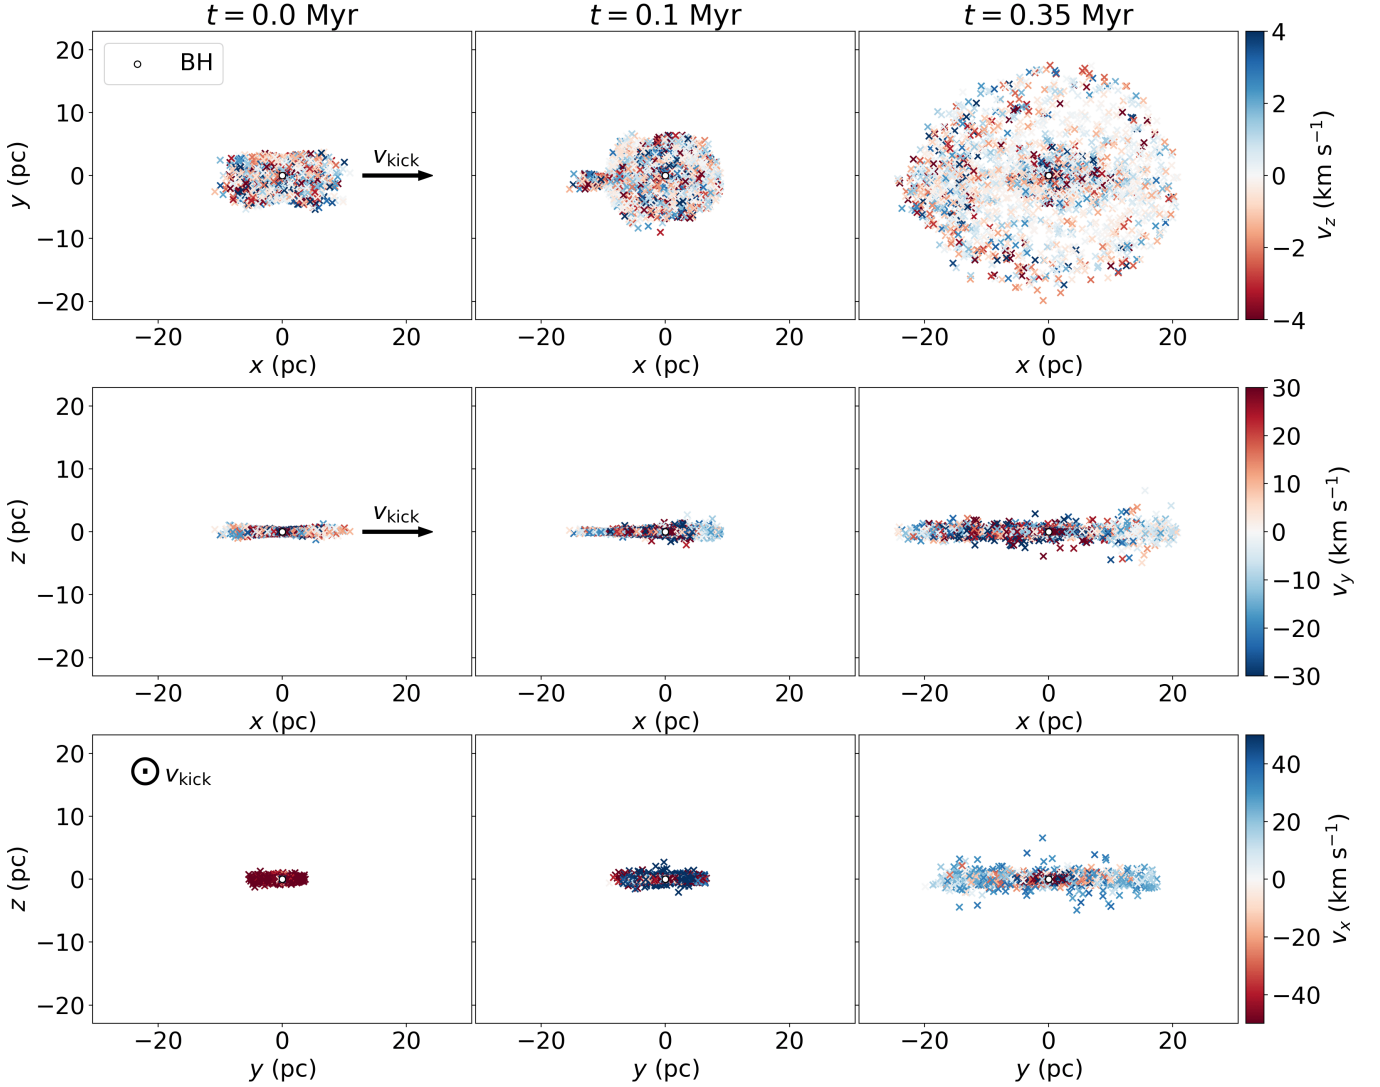 t = 0.0 Myr t = 0.1 Myr t = 0.35 Myr
BH
v_kick
20
10
0
−10
−20
y (pc)
−20 0 20 −20 0 20 −20 0 20
x (pc) x (pc) x (pc)
4
2
0
−2
−4
v_z (km s⁻¹)
v_kick
20
10
0
−10
−20
z (pc)
−20 0 20 −20 0 20 −20 0 20
x (pc) x (pc) x (pc)
30
20
10
0
−10
−20
−30
v_y (km s⁻¹)
v_kick
20
10
0
−10
−20
z (pc)
−20 0 20 −20 0 20 −20 0 20
y (pc) y (pc) y (pc)
40
20
0
−20
−40
v_x (km s⁻¹)